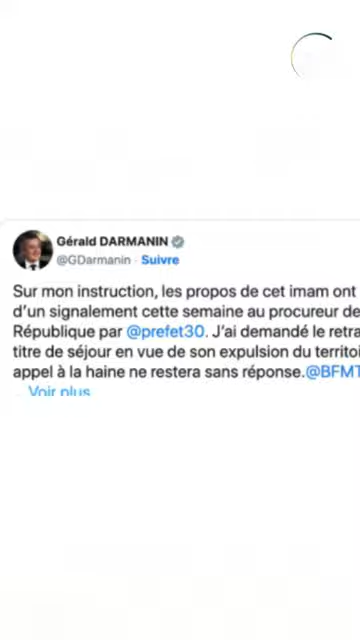 Gérald DARMANIN
@GDarmanin · Suivre
Sur mon instruction, les propos de cet imam ont
d'un signalement cette semaine au procureur de
République par @prefet30. J'ai demandé le retra
titre de séjour en vue de son expulsion du territoi
appel à la haine ne restera sans réponse.@BFMT
... Voir plus